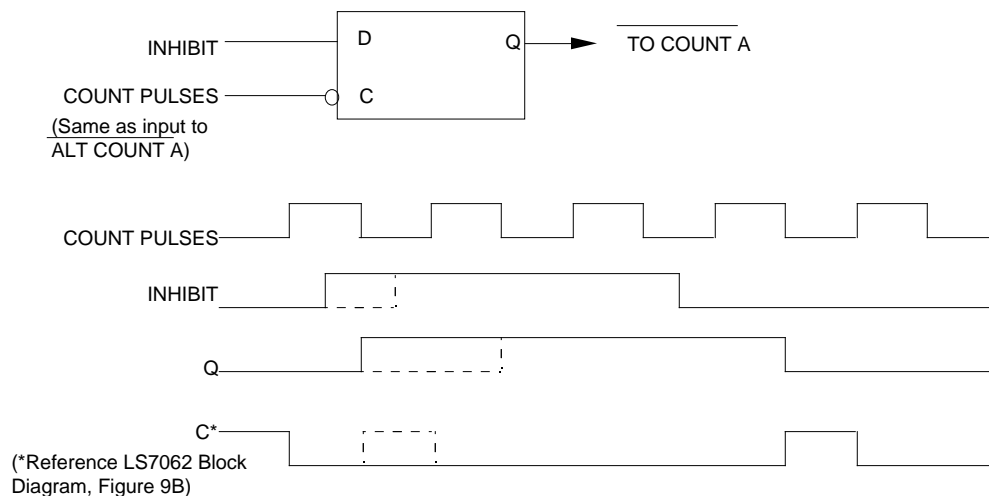 INHIBIT
D
Q
TO COUNT A
COUNT PULSES
C
(Same as input to
ALT COUNT A)
COUNT PULSES
INHIBIT
Q
C*
(*Reference LS7062 Block
Diagram, Figure 9B)